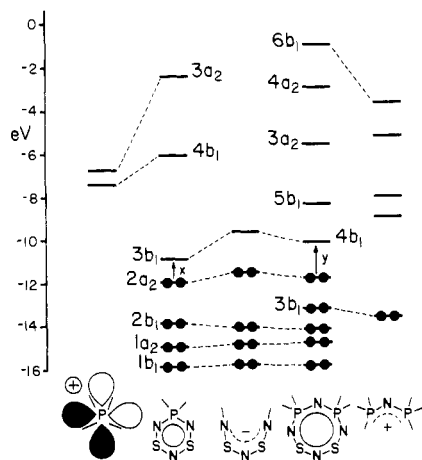 0
-2
-4
eV
-6
-8
-10
-12
-14
-16
3a₂
4b₁
3b₁
x
2a₂
2b₁
1a₂
1b₁
6b₁
4a₂
3a₂
5b₁
4b₁
y
3b₁
+
P
P
N N
S S
N
N N
−
S S
N
N
P P
N N
S S
N
N
P P
+